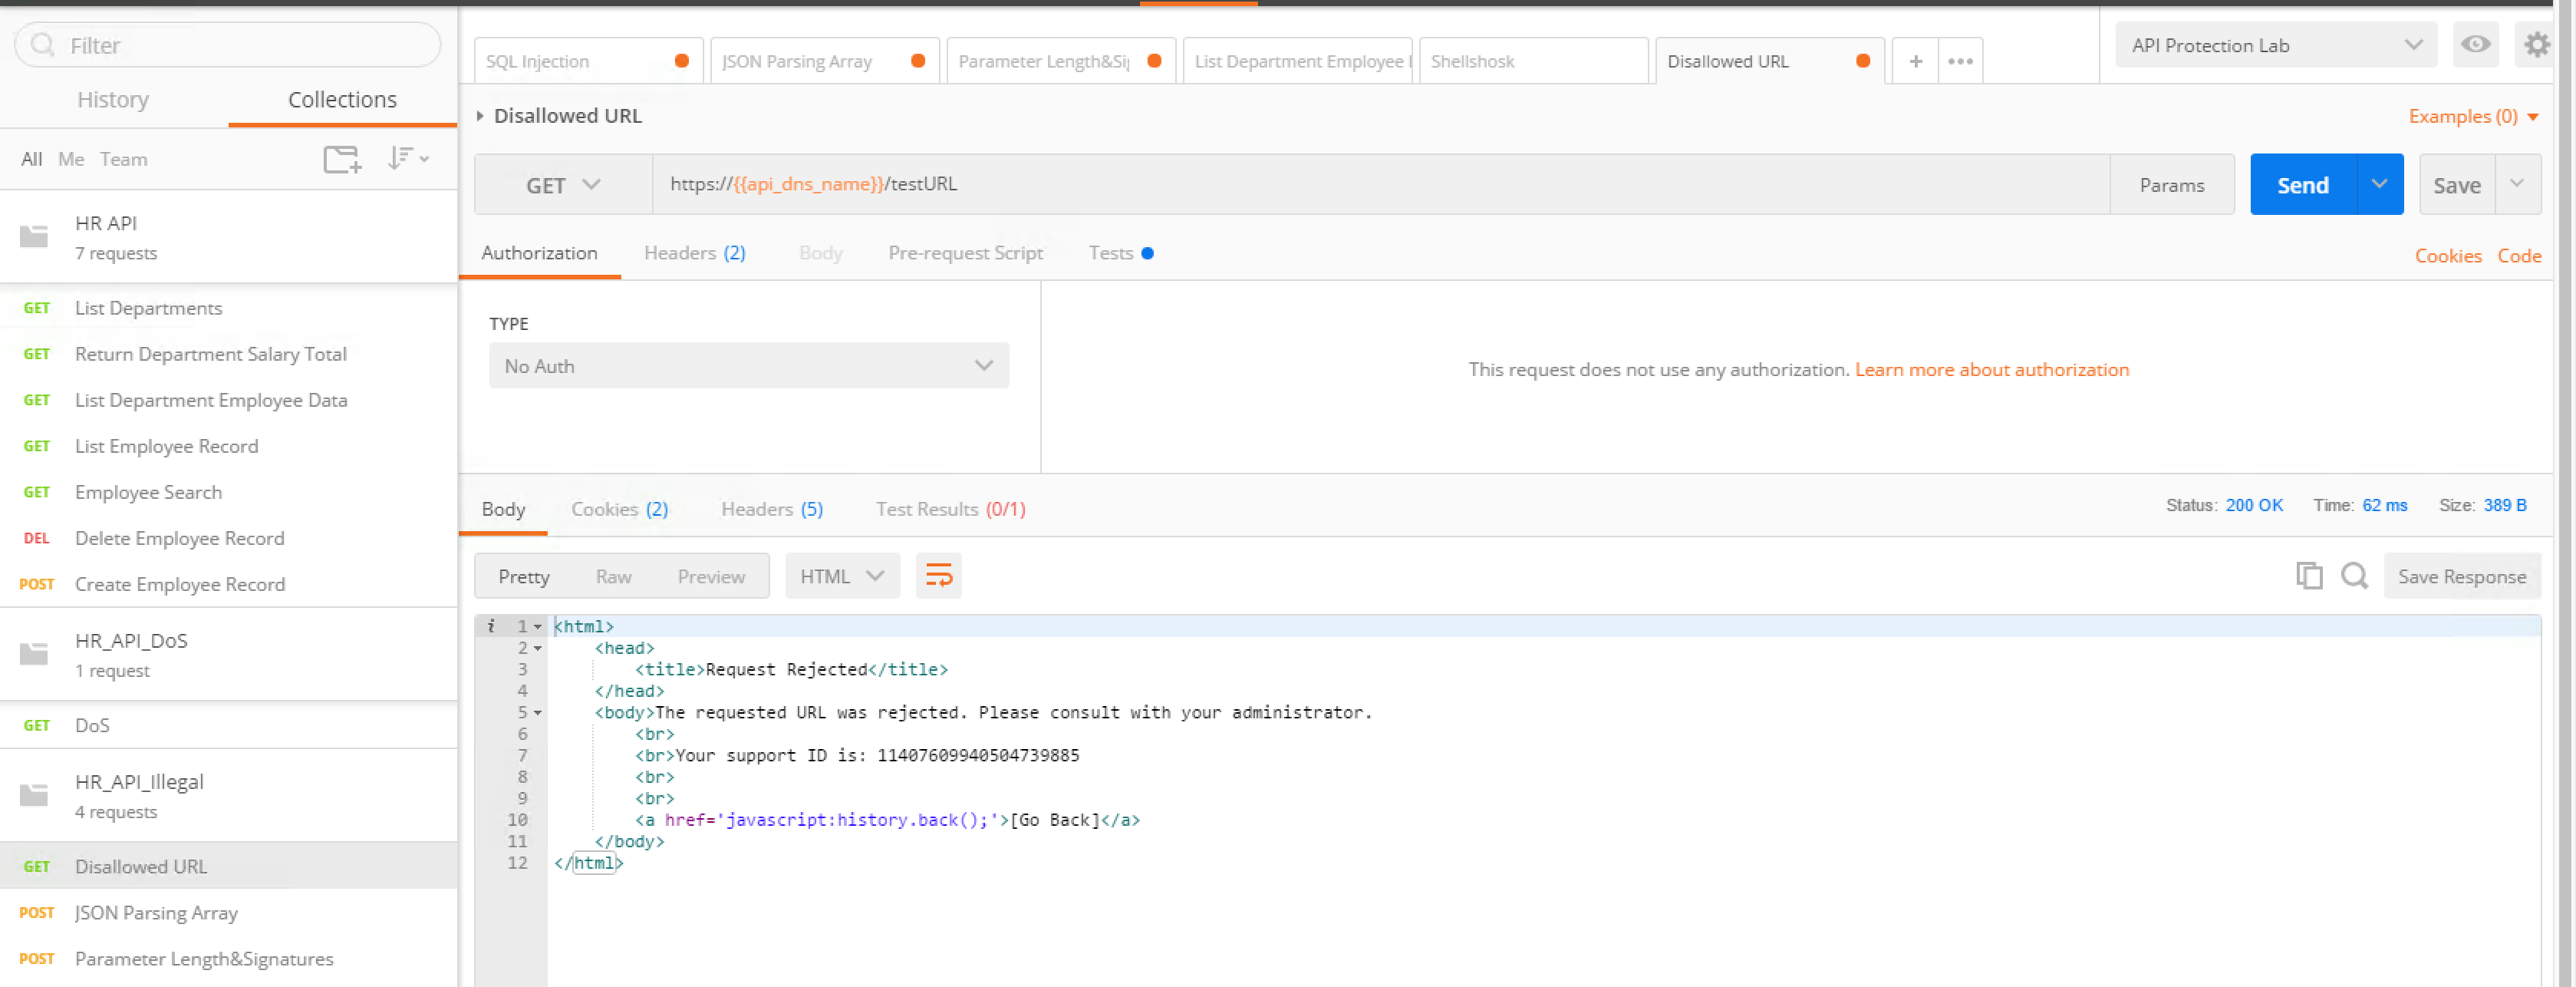 Filter
History Collections
All Me Team
HR API
7 requests
GET List Departments
GET Return Department Salary Total
GET List Department Employee Data
GET List Employee Record
GET Employee Search
DEL Delete Employee Record
POST Create Employee Record
HR_API_DoS
1 request
GET DoS
HR_API_Illegal
4 requests
GET Disallowed URL
POST JSON Parsing Array
POST Parameter Length&Signatures
SQL Injection JSON Parsing Array Parameter Length&Sig List Department Employee Shellshosk Disallowed URL + •••
API Protection Lab
Disallowed URL
Examples (0)
GET https://{{api_dns_name}}/testURL Params Send Save
Authorization Headers (2) Body Pre-request Script Tests
Cookies Code
TYPE
No Auth
This request does not use any authorization. Learn more about authorization
Body Cookies (2) Headers (5) Test Results (0/1)
Status: 200 OK Time: 62 ms Size: 389 B
Pretty Raw Preview HTML
Save Response
i 1 <html>
2 <head>
3 <title>Request Rejected</title>
4 </head>
5 <body>The requested URL was rejected. Please consult with your administrator.
6 <br>
7 <br>Your support ID is: 11407609940504739885
8 <br>
9 <br>
10 <a href='javascript:history.back();'>[Go Back]</a>
11 </body>
12 </html>